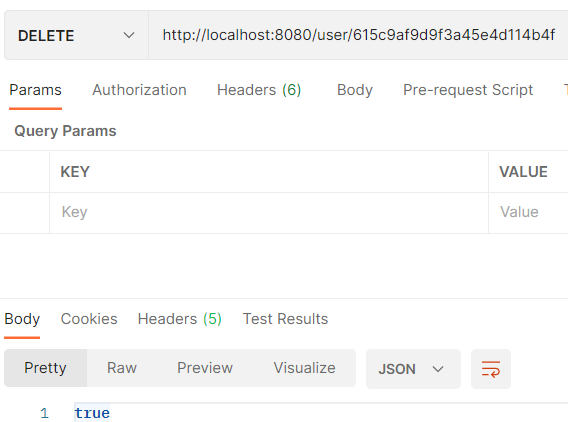 DELETE http://localhost:8080/user/615c9af9d9f3a45e4d114b4f
Params Authorization Headers (6) Body Pre-request Script
Query Params
KEY VALUE
Key Value
Body Cookies Headers (5) Test Results
Pretty Raw Preview Visualize JSON
1 true